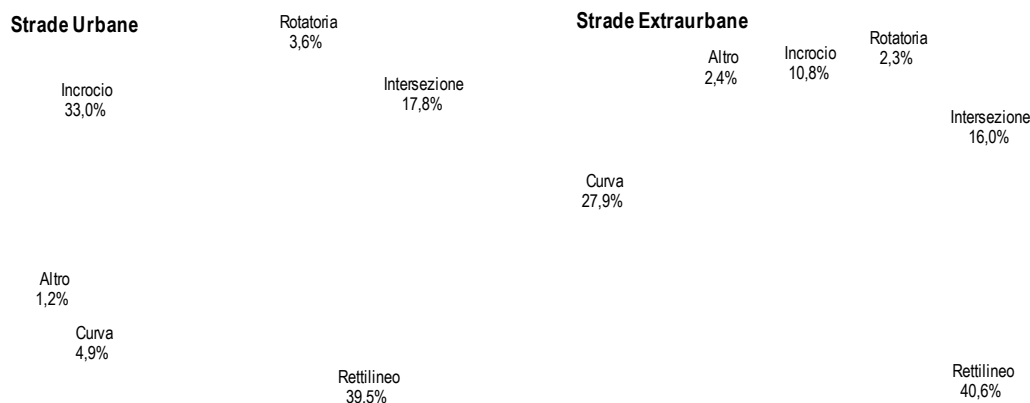 Strade Urbane
Rotatoria
3,6%
Incrocio
33,0%
Intersezione
17,8%
Altro
1,2%
Curva
4,9%
Rettilineo
39,5%
Strade Extraurbane
Altro
2,4%
Incrocio
10,8%
Rotatoria
2,3%
Intersezione
16,0%
Curva
27,9%
Rettilineo
40,6%